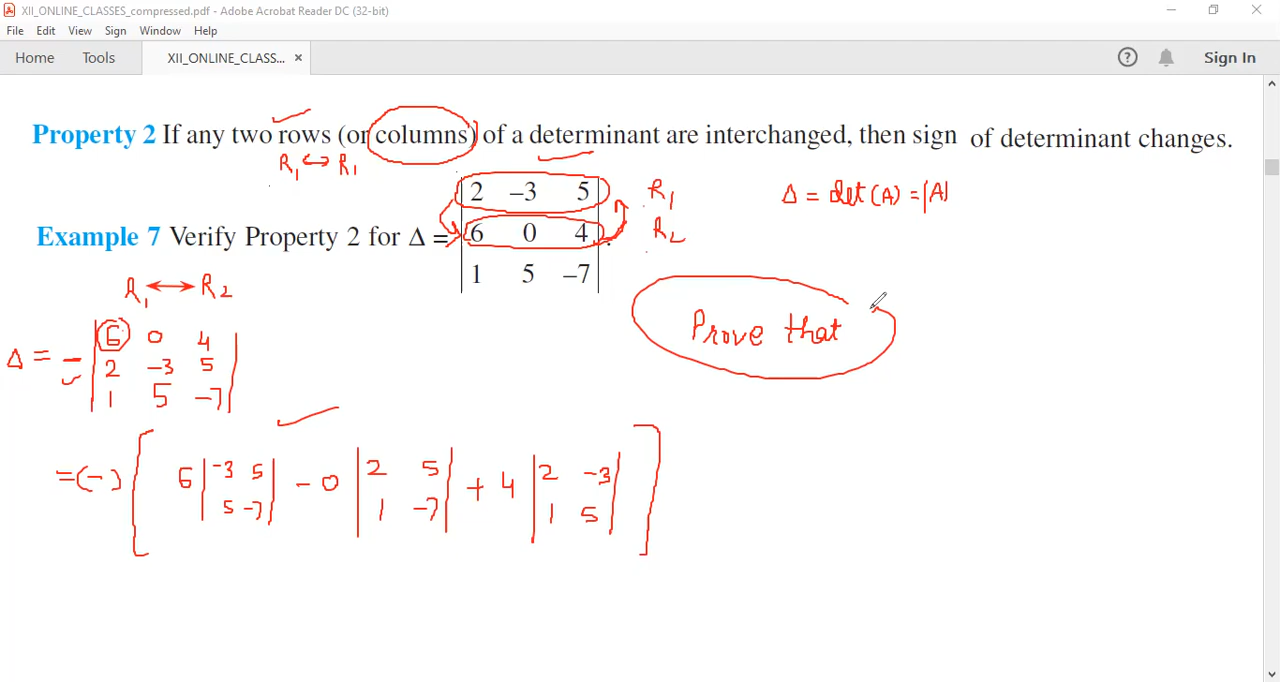 XII_ONLINE_CLASSES_compressed.pdf - Adobe Acrobat Reader DC (32-bit)
File Edit View Sign Window Help
Home Tools XII_ONLINE_CLASS... × Sign In
Property 2 If any two rows (or columns) of a determinant are interchanged, then sign of determinant changes.
R₁ ↔ R₁
2 –3 5 R₁ Δ = det(A) = |A|
Example 7 Verify Property 2 for Δ = 6 0 4 . R₂
1 5 –7
R₁ ↔ R₂
Prove that
6 0 4
Δ = – 2 -3 5
1 5 -7
= (-) [ 6 | -3 5 | - 0 | 2 5 | + 4 | 2 -3 | ]
5 -7 1 -7 1 5